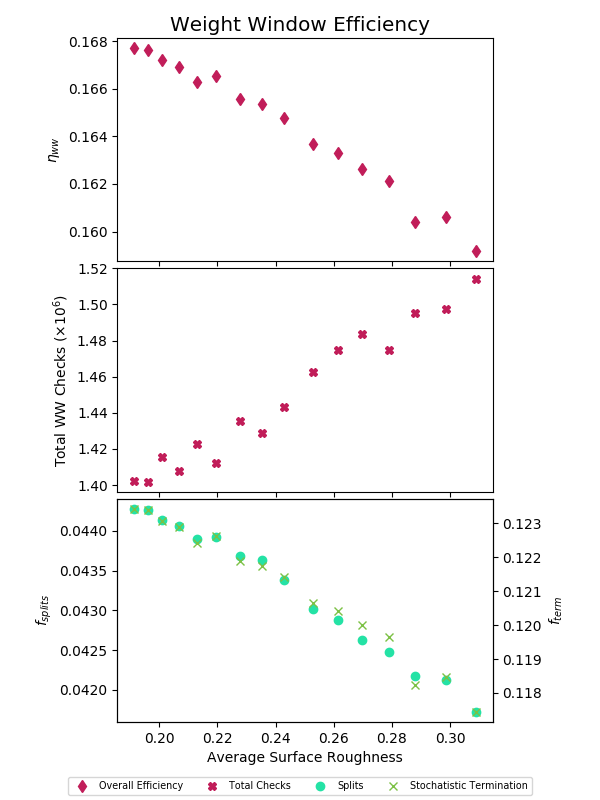 Weight Window Efficiency
0.168
0.166
0.164
0.162
0.160
η_ww
1.52
1.50
1.48
1.46
1.44
1.42
1.40
Total WW Checks (×10⁶)
0.0440
0.0435
0.0430
0.0425
0.0420
f_splits
0.123
0.122
0.121
0.120
0.119
0.118
f_term
0.20 0.22 0.24 0.26 0.28 0.30
Average Surface Roughness
Overall Efficiency Total Checks Splits Stochatistic Termination